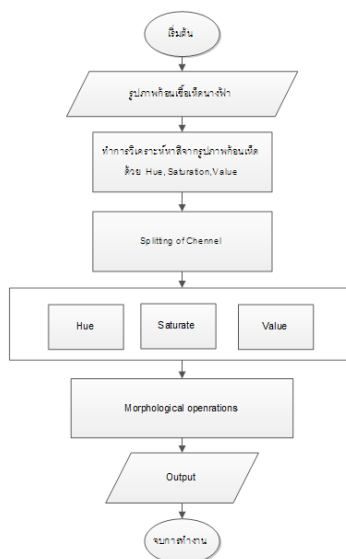 เริ่มต้น
รูปภาพก้อนเชื้อเห็ดนางฟ้า
ทำการวิเคราะห์หาสีจากรูปภาพก้อนเห็ด
ด้วย Hue, Saturation, Value
Splitting of Chennel
Hue
Saturate
Value
Morphological openrations
Output
จบการทำงาน